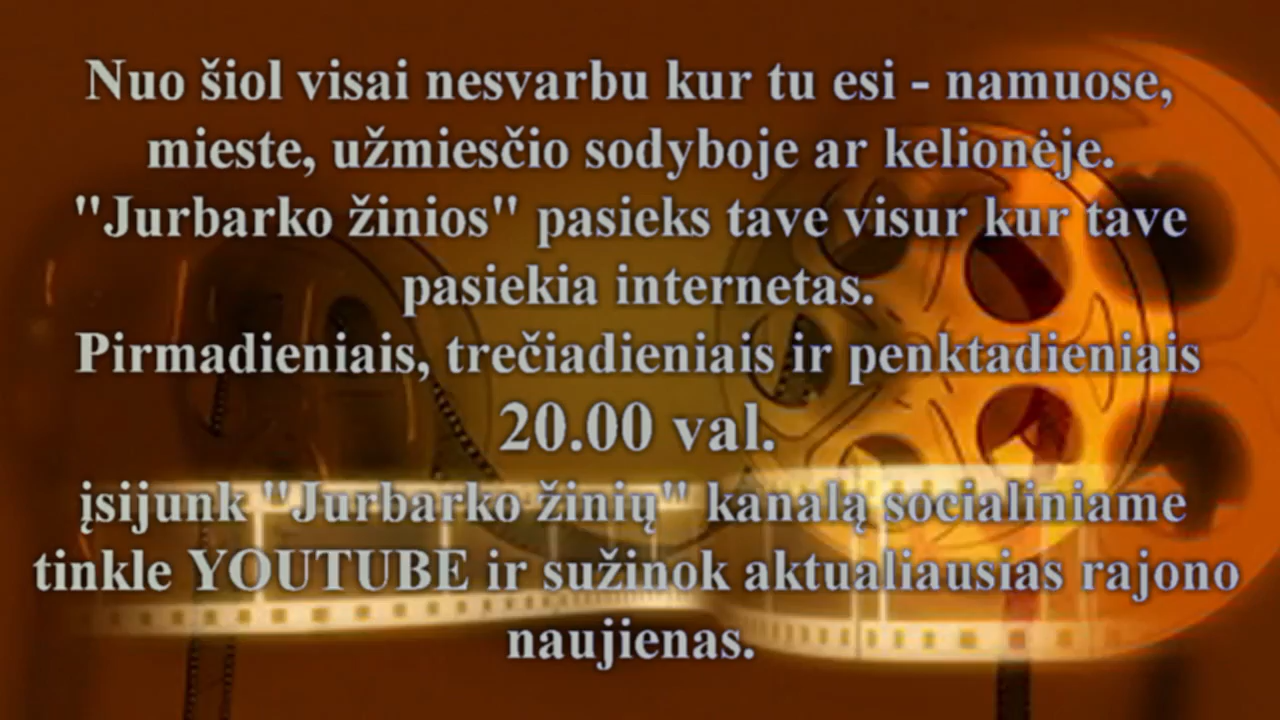 Nuo šiol visai nesvarbu kur tu esi - namuose,
mieste, užmiesčio sodyboje ar kelionėje.
"Jurbarko žinios" pasieks tave visur kur tave
pasiekia internetas.
Pirmadieniais, trečiadieniais ir penktadieniais
20.00 val.
įsijunk "Jurbarko žinių" kanalą socialiniame
tinkle YOUTUBE ir sužinok aktualiausias rajono
naujienas.